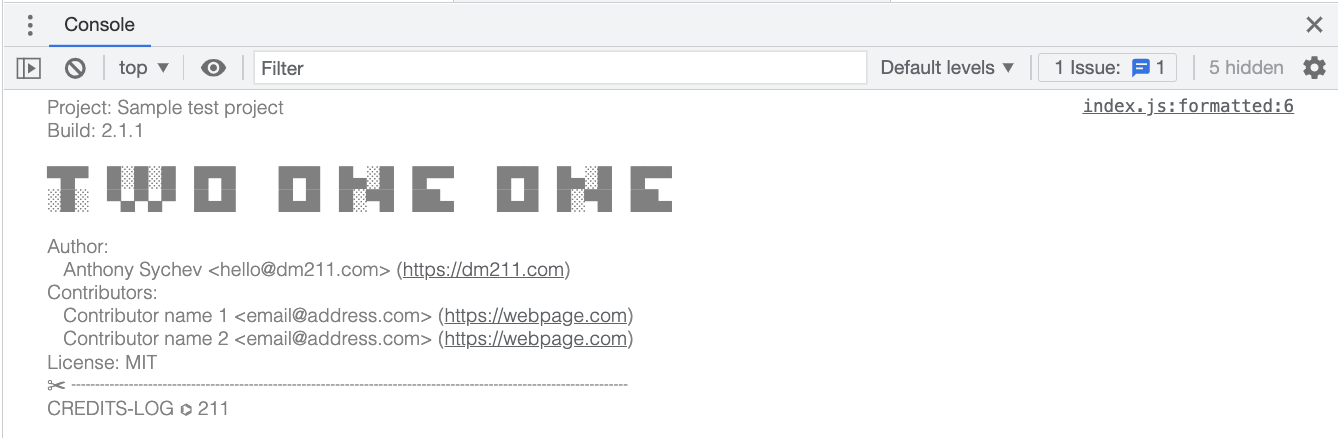 Console
top ▼ Filter Default levels ▼ 1 Issue: 1 5 hidden
Project: Sample test project index.js:formatted:6
Build: 2.1.1
TWO ONE ONE
Author:
Anthony Sychev <hello@dm211.com> (https://dm211.com)
Contributors:
Contributor name 1 <email@address.com> (https://webpage.com)
Contributor name 2 <email@address.com> (https://webpage.com)
License: MIT
✂ ----------------------------------------------------------------------------------------------------------------
CREDITS-LOG ⌬ 211